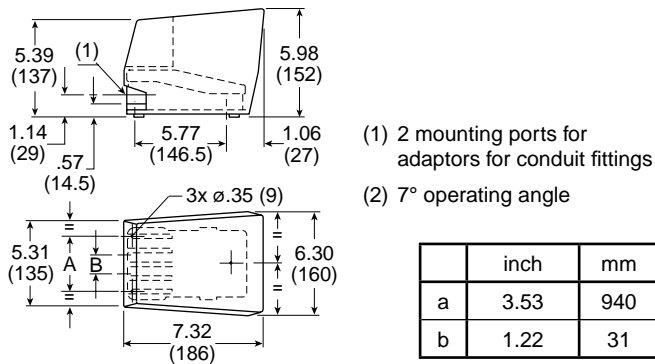 5.39
(137)
(1)
5.98
(152)
1.14
(29)
.57
(14.5)
5.77
(146.5)
1.06
(27)
(1) 2 mounting ports for
adaptors for conduit fittings
(2) 7° operating angle
3x ø.35 (9)
=
5.31
(135)
A
B
=
=
6.30
(160)
=
7.32
(186)
inch mm
a 3.53 940
b 1.22 31